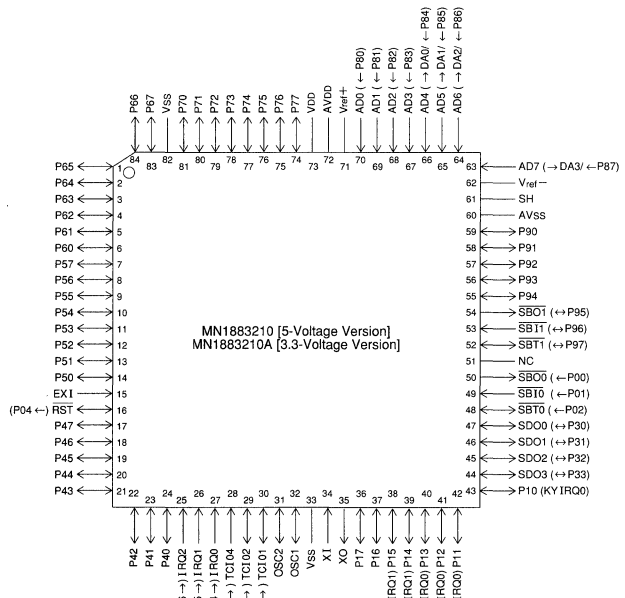 P66
P67
VSS
P70
P71
P72
P73
P74
P75
P76
P77
VDD
AVDD
Vref+
AD0 (←P80)
AD1 (←P81)
AD2 (←P82)
AD3 (←P83)
AD4 (→DA0/ ←P84)
AD5 (→DA1/ ←P85)
AD6 (→DA2/ ←P86)
84 83 82 81 80 79 78 77 76 75 74 73 72 71 70 69 68 67 66 65 64
P65 1
P64 2
P63 3
P62 4
P61 5
P60 6
P57 7
P56 8
P55 9
P54 10
P53 11
P52 12
P51 13
P50 14
EXI 15
(P04 ←) RST 16
P47 17
P46 18
P45 19
P44 20
P43 21
MN1883210 [5-Voltage Version]
MN1883210A [3.3-Voltage Version]
63 AD7 (→DA3/ ←P87)
62 Vref−
61 SH
60 AVSS
59 P90
58 P91
57 P92
56 P93
55 P94
54 SBO1 (↔P95)
53 SBI1 (↔P96)
52 SBT1 (↔P97)
51 NC
50 SBO0 (←P00)
49 SBI0 (←P01)
48 SBT0 (←P02)
47 SDO0 (↔P30)
46 SDO1 (↔P31)
45 SDO2 (↔P32)
44 SDO3 (↔P33)
43 P10 (KYIRQ0)
22 23 24 25 26 27 28 29 30 31 32 33 34 35 36 37 38 39 40 41 42
P42
P41
P40
→) IRQ2
→) IRQ1
→) IRQ0
→) TCI04
→) TCI02
→) TCI01
OSC2
OSC1
VSS
XI
XO
P17
P16
IRQ1) P15
IRQ1) P14
IRQ0) P13
IRQ0) P12
IRQ0) P11